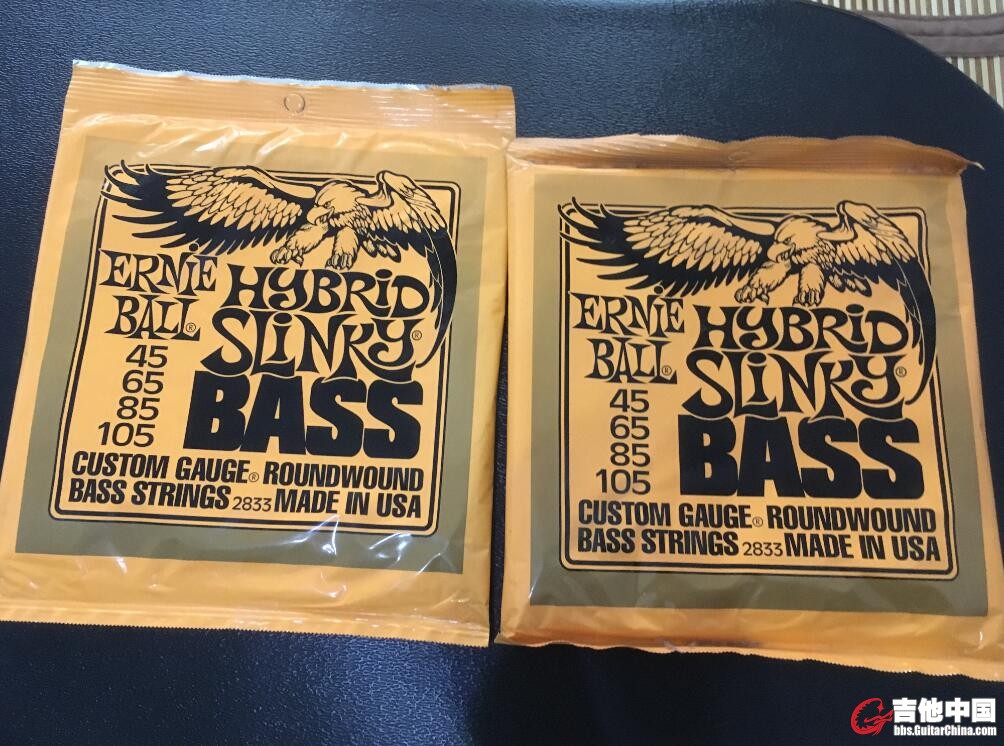 ERNIE BALL®
HYBRID SLINKY®
BASS
45
65
85
105
CUSTOM GAUGE® ROUNDWOUND
BASS STRINGS 2833 MADE IN USA
ERNIE BALL®
HYBRID SLINKY®
BASS
45
65
85
105
CUSTOM GAUGE® ROUNDWOUND
BASS STRINGS 2833 MADE IN USA
吉他中国
bbs.GuitarChina.com